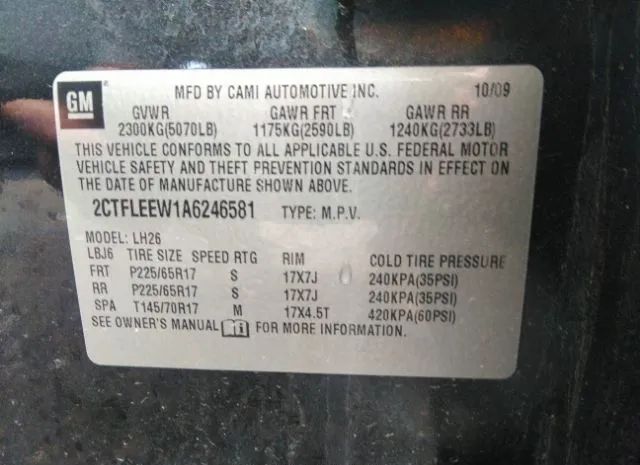 GM
MFD BY CAMI AUTOMOTIVE INC. 10/09
GVWR GAWR FRT GAWR RR
2300KG(5070LB) 1175KG(2590LB) 1240KG(2733LB)
THIS VEHICLE CONFORMS TO ALL APPLICABLE U.S. FEDERAL MOTOR
VEHICLE SAFETY AND THEFT PREVENTION STANDARDS IN EFFECT ON
THE DATE OF MANUFACTURE SHOWN ABOVE.
2CTFLEEW1A6246581 TYPE: M.P.V.
MODEL: LH26
LBJ6 TIRE SIZE SPEED RTG RIM COLD TIRE PRESSURE
FRT P225/65R17 S 17X7J 240KPA(35PSI)
RR P225/65R17 S 17X7J 240KPA(35PSI)
SPA T145/70R17 M 17X4.5T 420KPA(60PSI)
SEE OWNER'S MANUAL FOR MORE INFORMATION.